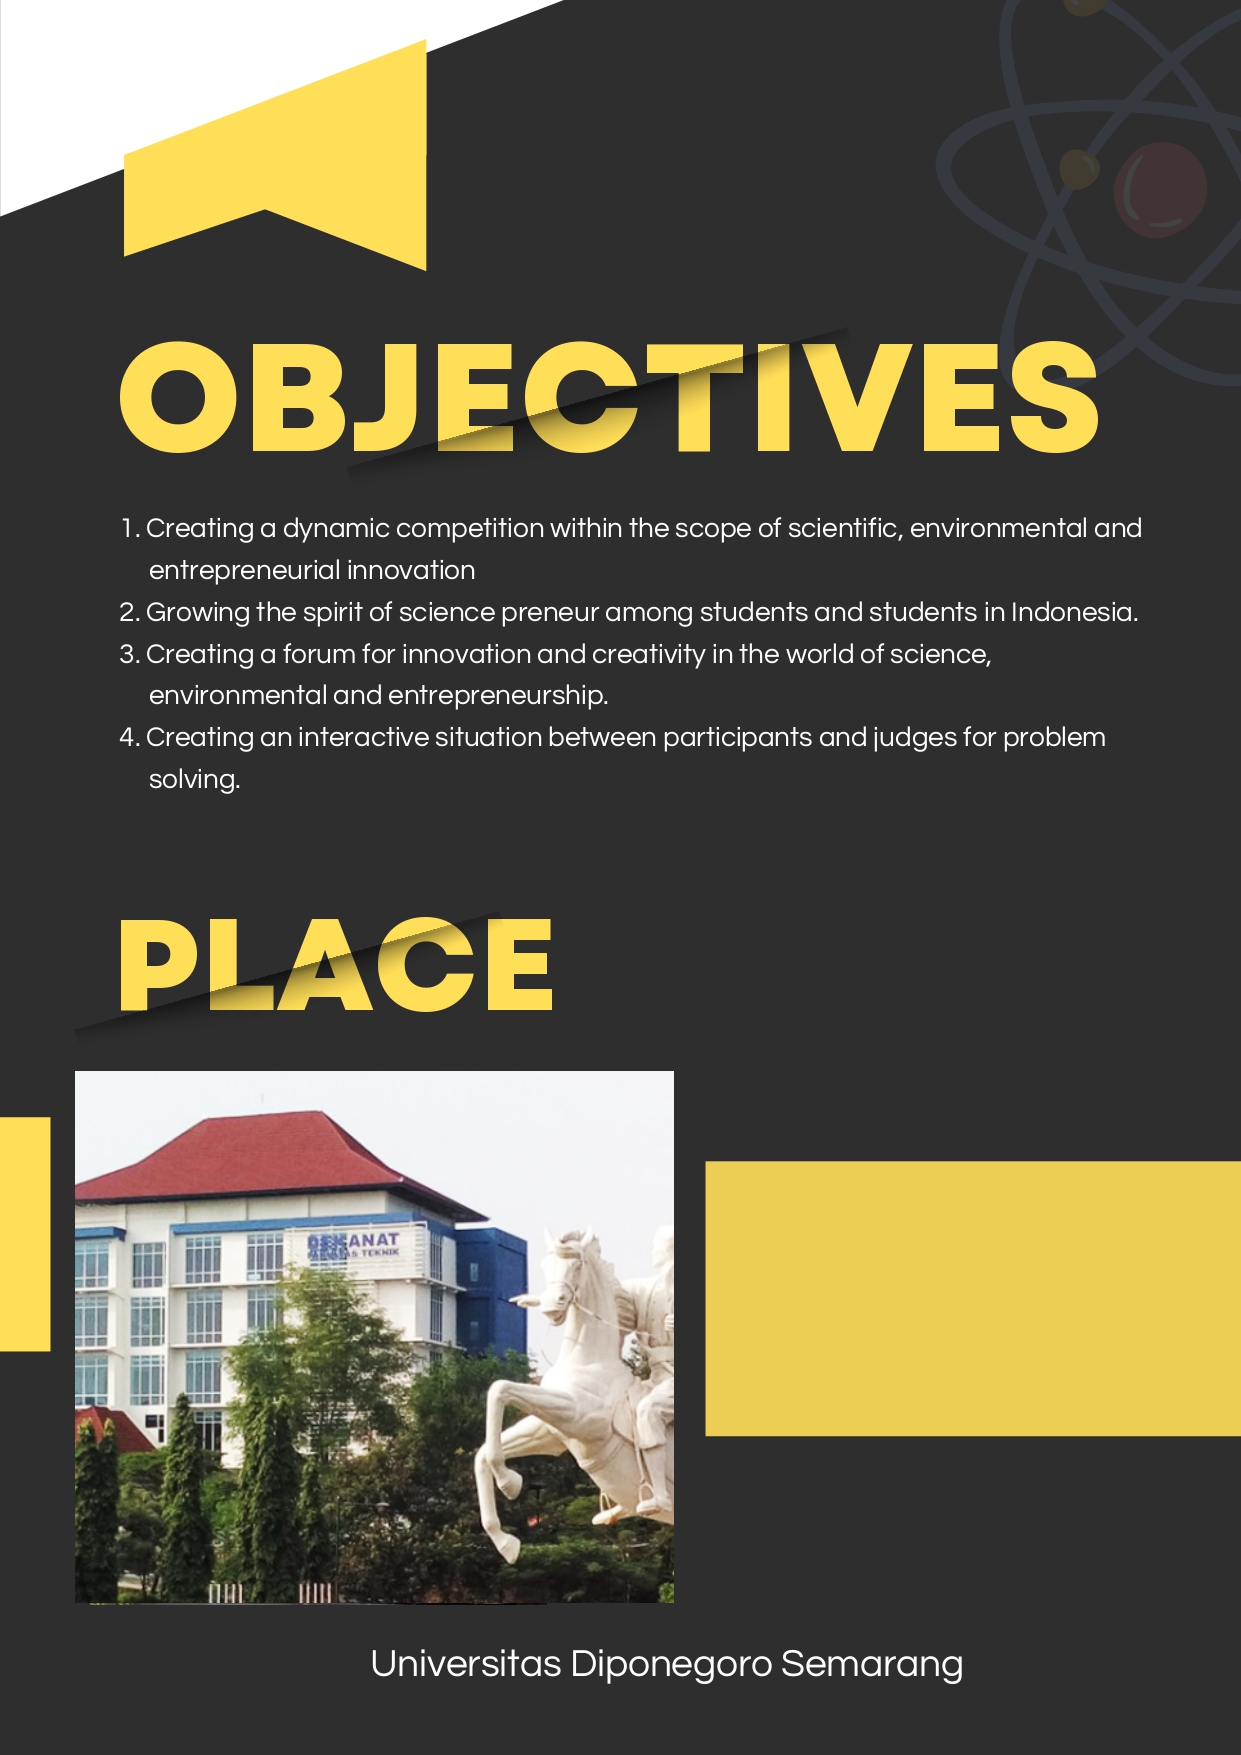 OBJECTIVES
1. Creating a dynamic competition within the scope of scientific, environmental and
entrepreneurial innovation
2. Growing the spirit of science preneur among students and students in Indonesia.
3. Creating a forum for innovation and creativity in the world of science,
environmental and entrepreneurship.
4. Creating an interactive situation between participants and judges for problem
solving.
PLACE
DEKANAT
TEKNIK
Universitas Diponegoro Semarang